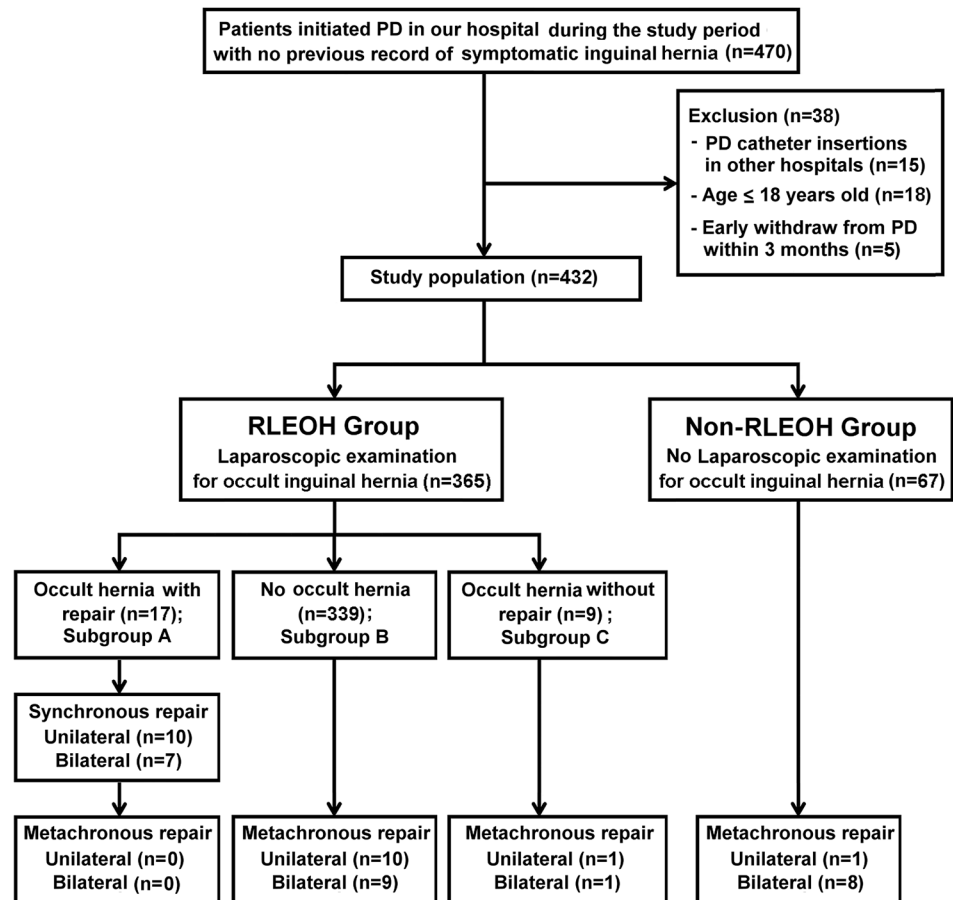 Patients initiated PD in our hospital during the study period
with no previous record of symptomatic inguinal hernia (n=470)
Exclusion (n=38)
- PD catheter insertions
in other hospitals (n=15)
- Age ≤ 18 years old (n=18)
- Early withdraw from PD
within 3 months (n=5)
Study population (n=432)
RLEOH Group
Laparoscopic examination
for occult inguinal hernia (n=365)
Non-RLEOH Group
No Laparoscopic examination
for occult inguinal hernia (n=67)
Occult hernia with
repair (n=17);
Subgroup A
No occult hernia
(n=339);
Subgroup B
Occult hernia without
repair (n=9) ;
Subgroup C
Synchronous repair
Unilateral (n=10)
Bilateral (n=7)
Metachronous repair
Unilateral (n=0)
Bilateral (n=0)
Metachronous repair
Unilateral (n=10)
Bilateral (n=9)
Metachronous repair
Unilateral (n=1)
Bilateral (n=1)
Metachronous repair
Unilateral (n=1)
Bilateral (n=8)